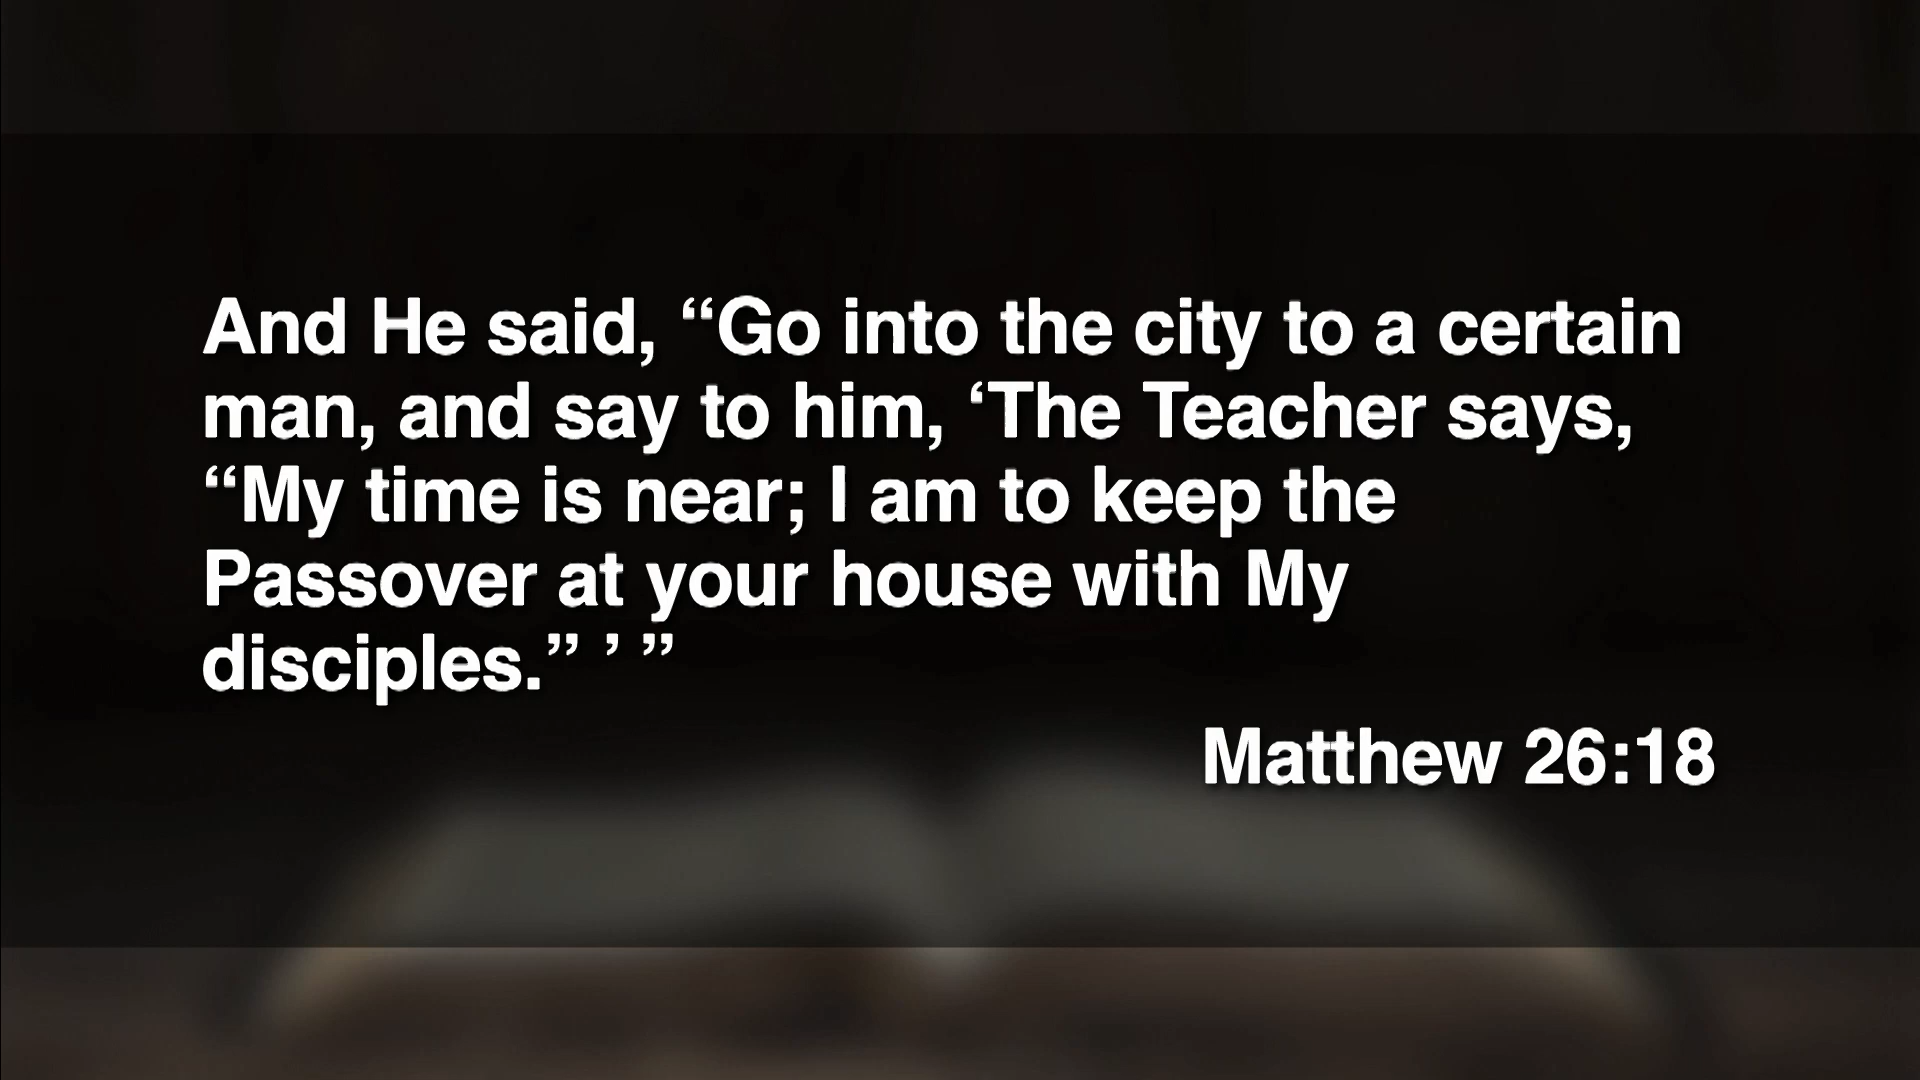 And He said, “Go into the city to a certain
man, and say to him, ‘The Teacher says,
“My time is near; I am to keep the
Passover at your house with My
disciples.” ’ ”
Matthew 26:18